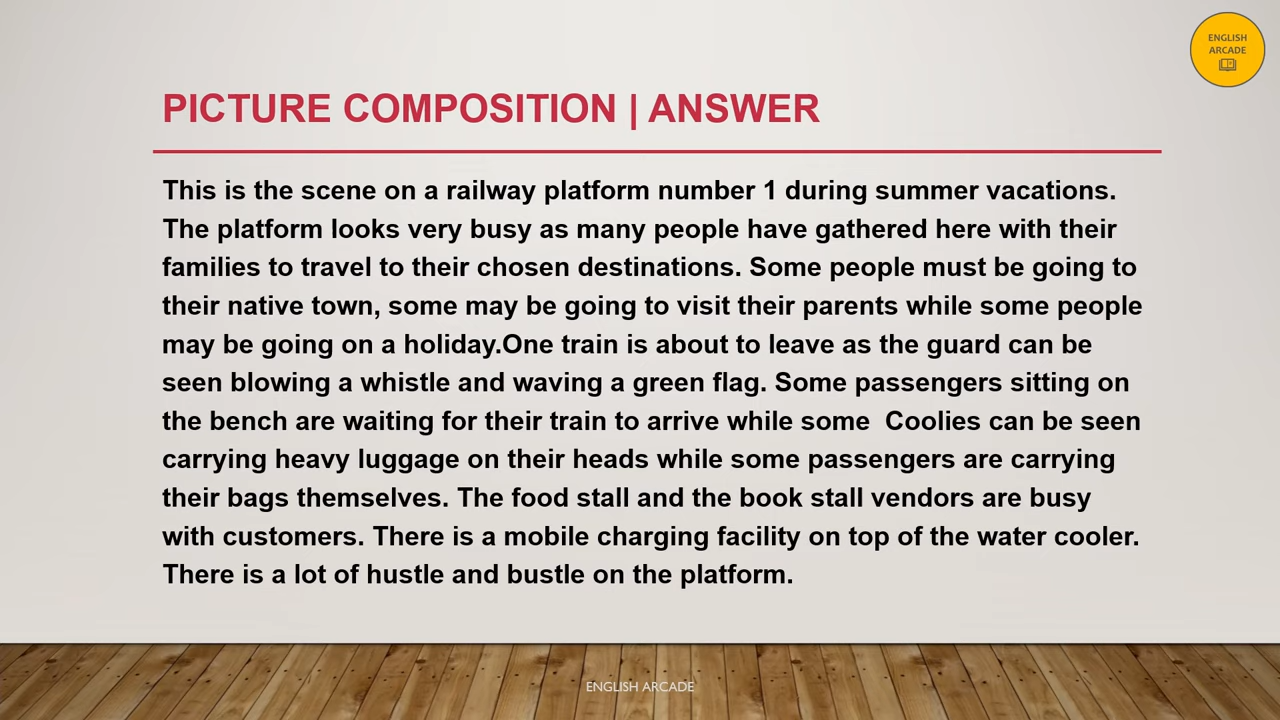 ENGLISH
ARCADE
PICTURE COMPOSITION | ANSWER
This is the scene on a railway platform number 1 during summer vacations.
The platform looks very busy as many people have gathered here with their
families to travel to their chosen destinations. Some people must be going to
their native town, some may be going to visit their parents while some people
may be going on a holiday.One train is about to leave as the guard can be
seen blowing a whistle and waving a green flag. Some passengers sitting on
the bench are waiting for their train to arrive while some  Coolies can be seen
carrying heavy luggage on their heads while some passengers are carrying
their bags themselves. The food stall and the book stall vendors are busy
with customers. There is a mobile charging facility on top of the water cooler.
There is a lot of hustle and bustle on the platform.
ENGLISH ARCADE